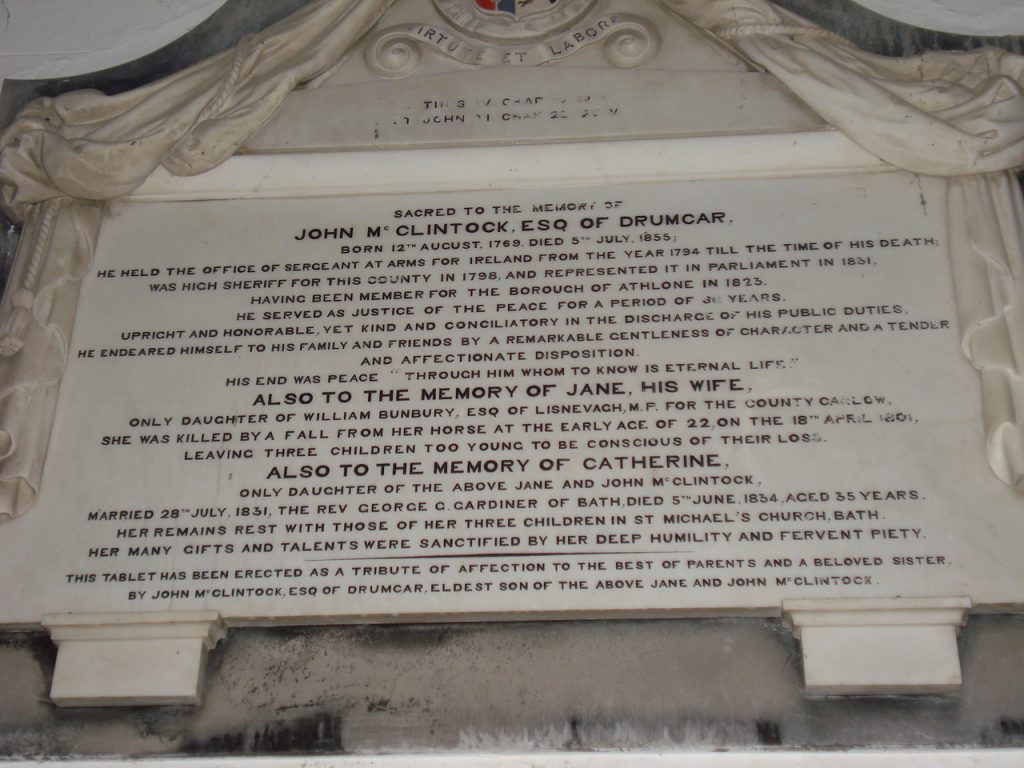 VIRTUTE ET LABORE
JOHN VI CHAP
SACRED TO THE MEMORY OF
JOHN Mc CLINTOCK, ESQ OF DRUMCAR,
BORN 12TH AUGUST, 1769. DIED 5TH JULY, 1855;
HE HELD THE OFFICE OF SERGEANT AT ARMS FOR IRELAND FROM THE YEAR 1794 TILL THE TIME OF HIS DEATH;
WAS HIGH SHERIFF FOR THIS COUNTY IN 1798, AND REPRESENTED IT IN PARLIAMENT IN 1831,
HAVING BEEN MEMBER FOR THE BOROUGH OF ATHLONE IN 1823.
HE SERVED AS JUSTICE OF THE PEACE FOR A PERIOD OF YEARS.
UPRIGHT AND HONORABLE, YET KIND AND CONCILIATORY IN THE DISCHARGE OF HIS PUBLIC DUTIES,
HE ENDEARED HIMSELF TO HIS FAMILY AND FRIENDS BY A REMARKABLE GENTLENESS OF CHARACTER AND A TENDER
AND AFFECTIONATE DISPOSITION.
HIS END WAS PEACE "THROUGH HIM WHOM TO KNOW IS ETERNAL LIFE."
ALSO TO THE MEMORY OF JANE, HIS WIFE,
ONLY DAUGHTER OF WILLIAM BUNBURY, ESQ OF LISNEVAGH, M.P. FOR THE COUNTY CARLOW,
SHE WAS KILLED BY A FALL FROM HER HORSE AT THE EARLY AGE OF 22, ON THE 18TH APRIL 1801,
LEAVING THREE CHILDREN TOO YOUNG TO BE CONSCIOUS OF THEIR LOSS.
ALSO TO THE MEMORY OF CATHERINE,
ONLY DAUGHTER OF THE ABOVE JANE AND JOHN McCLINTOCK,
MARRIED 28TH JULY, 1831, THE REV GEORGE G. GARDINER OF BATH, DIED 5TH JUNE, 1834, AGED 35 YEARS.
HER REMAINS REST WITH THOSE OF HER THREE CHILDREN IN ST MICHAEL'S CHURCH, BATH.
HER MANY GIFTS AND TALENTS WERE SANCTIFIED BY HER DEEP HUMILITY AND FERVENT PIETY.
THIS TABLET HAS BEEN ERECTED AS A TRIBUTE OF AFFECTION TO THE BEST OF PARENTS AND A BELOVED SISTER,
BY JOHN McCLINTOCK, ESQ OF DRUMCAR, ELDEST SON OF THE ABOVE JANE AND JOHN McCLINTOCK.